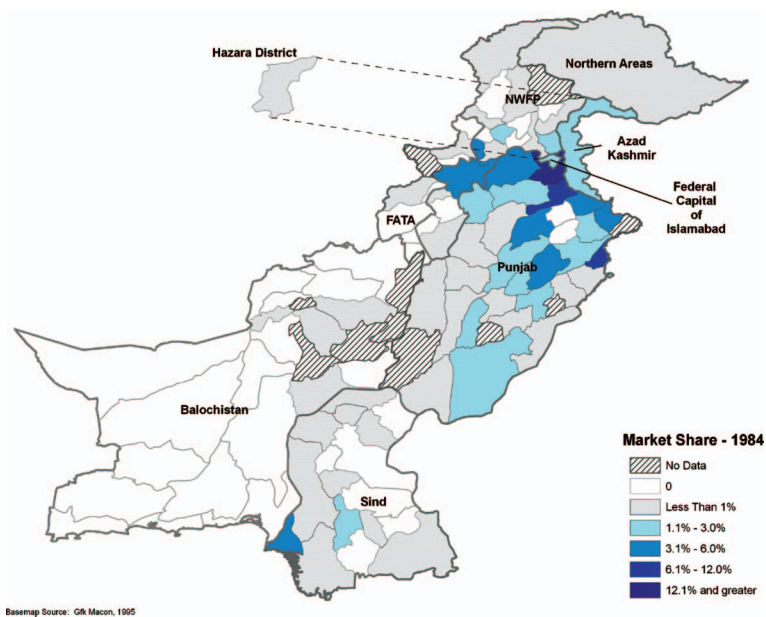 Hazara District
Northern Areas
NWFP
Azad
Kashmir
Federal
Capital
of
Islamabad
FATA
Punjab
Balochistan
Sind
Market Share - 1984
No Data
0
Less Than 1%
1.1% - 3.0%
3.1% - 6.0%
6.1% - 12.0%
12.1% and greater
Basemap Source: Gfk Macon, 1995